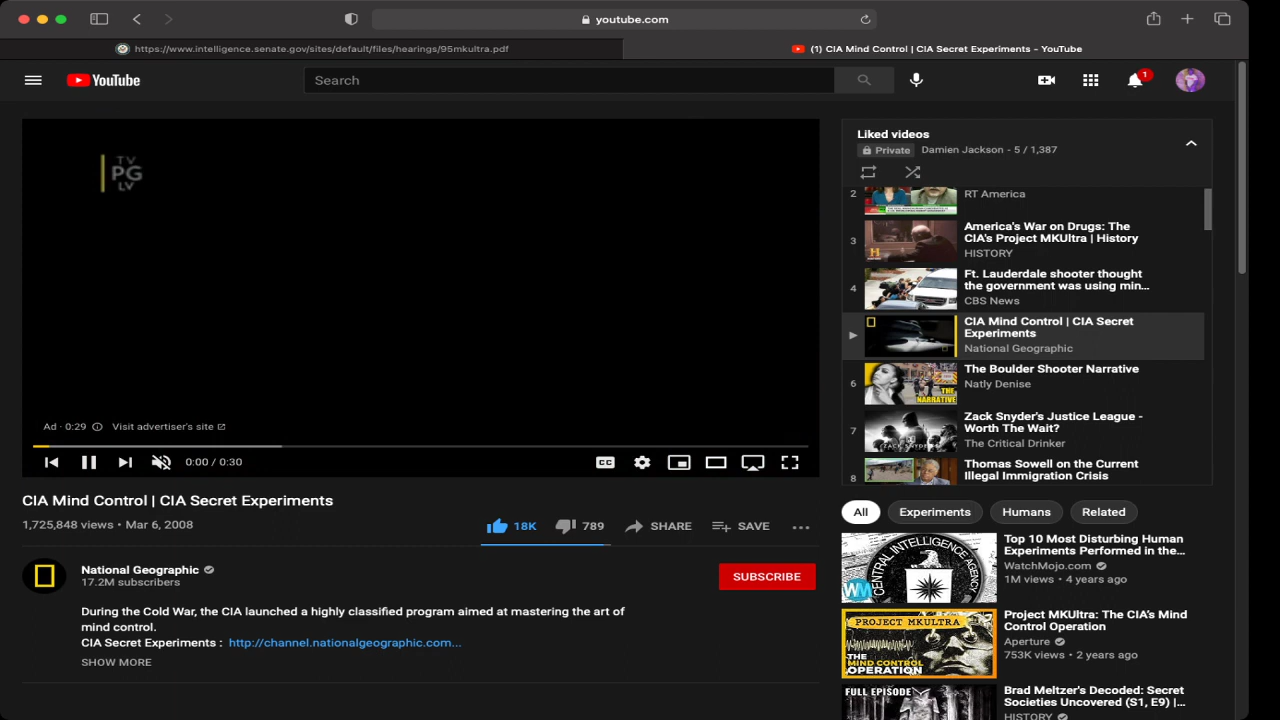 youtube.com
https://www.intelligence.senate.gov/sites/default/files/hearings/95mkultra.pdf
(1) CIA Mind Control | CIA Secret Experiments – YouTube
YouTube
Search
1
TV
PG
LV
Ad · 0:29
Visit advertiser's site
0:00 / 0:30
CC
CIA Mind Control | CIA Secret Experiments
1,725,848 views • Mar 6, 2008
18K
789
SHARE
SAVE
National Geographic
17.2M subscribers
SUBSCRIBE
During the Cold War, the CIA launched a highly classified program aimed at mastering the art of
mind control.
CIA Secret Experiments : http://channel.nationalgeographic.com...
SHOW MORE
Liked videos
Private
Damien Jackson - 5 / 1,387
2
RT America
3
America's War on Drugs: The
CIA's Project MKUltra | History
HISTORY
4
Ft. Lauderdale shooter thought
the government was using min...
CBS News
CIA Mind Control | CIA Secret
Experiments
National Geographic
6
The Boulder Shooter Narrative
Natly Denise
THE
NARRATIVE
7
Zack Snyder's Justice League -
Worth The Wait?
The Critical Drinker
8
Thomas Sowell on the Current
Illegal Immigration Crisis
All
Experiments
Humans
Related
CENTRAL INTELLIGENCE AGENCY
WM
Top 10 Most Disturbing Human
Experiments Performed in the...
WatchMojo.com
1M views • 4 years ago
PROJECT MKULTRA
THE
MIND CONTROL
OPERATION
Project MKUltra: The CIA's Mind
Control Operation
Aperture
753K views • 2 years ago
FULL EPISODE
Brad Meltzer's Decoded: Secret
Societies Uncovered (S1, E9) |...
HISTORY